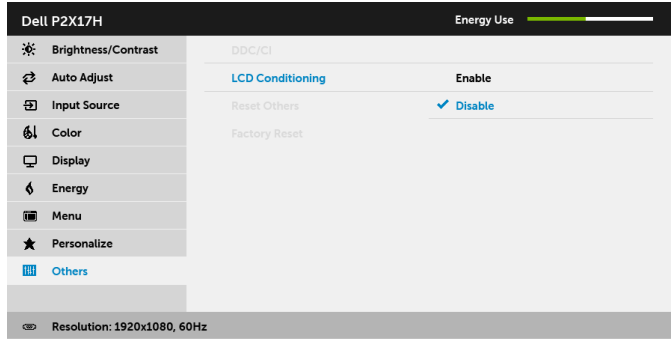 Dell P2X17H
Energy Use
Brightness/Contrast
Auto Adjust
Input Source
Color
Display
Energy
Menu
Personalize
Others
DDC/CI
LCD Conditioning
Reset Others
Factory Reset
Enable
Disable
Resolution: 1920x1080, 60Hz